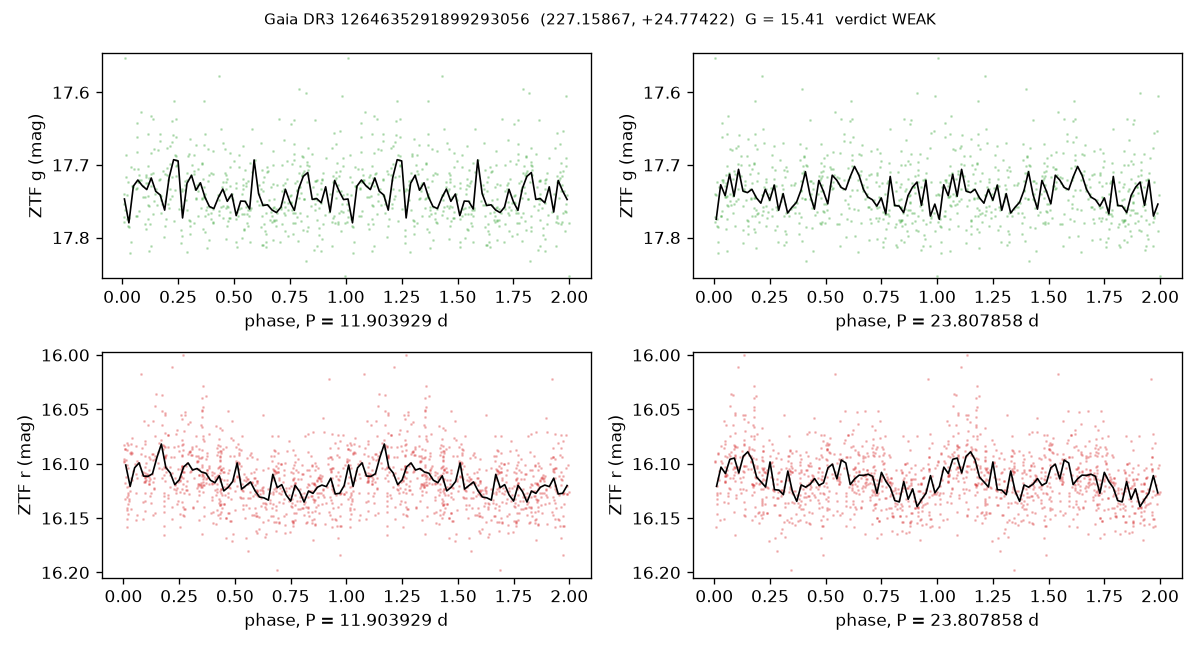 Gaia DR3 1264635291899293056 (227.15867, +24.77422) G = 15.41 verdict WEAK
ZTF g (mag)
17.6
17.7
17.8
0.00 0.25 0.50 0.75 1.00 1.25 1.50 1.75 2.00
phase, P = 11.903929 d
ZTF g (mag)
17.6
17.7
17.8
0.00 0.25 0.50 0.75 1.00 1.25 1.50 1.75 2.00
phase, P = 23.807858 d
ZTF r (mag)
16.00
16.05
16.10
16.15
16.20
0.00 0.25 0.50 0.75 1.00 1.25 1.50 1.75 2.00
phase, P = 11.903929 d
ZTF r (mag)
16.00
16.05
16.10
16.15
16.20
0.00 0.25 0.50 0.75 1.00 1.25 1.50 1.75 2.00
phase, P = 23.807858 d